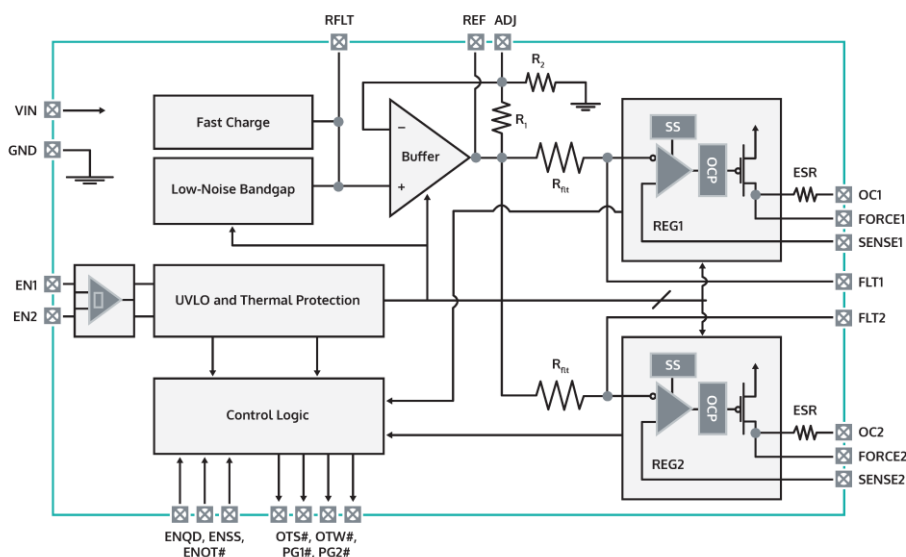 RFLT
REF
ADJ
R2
VIN
Fast Charge
R1
SS
GND
Buffer
−
+
Low-Noise Bandgap
Rflt
OCP
ESR
OC1
REG1
FORCE1
SENSE1
EN1
UVLO and Thermal Protection
FLT1
EN2
FLT2
Rflt
SS
Control Logic
OCP
ESR
OC2
REG2
FORCE2
SENSE2
ENQD, ENSS,
ENOT#
OTS#, OTW#,
PG1#, PG2#